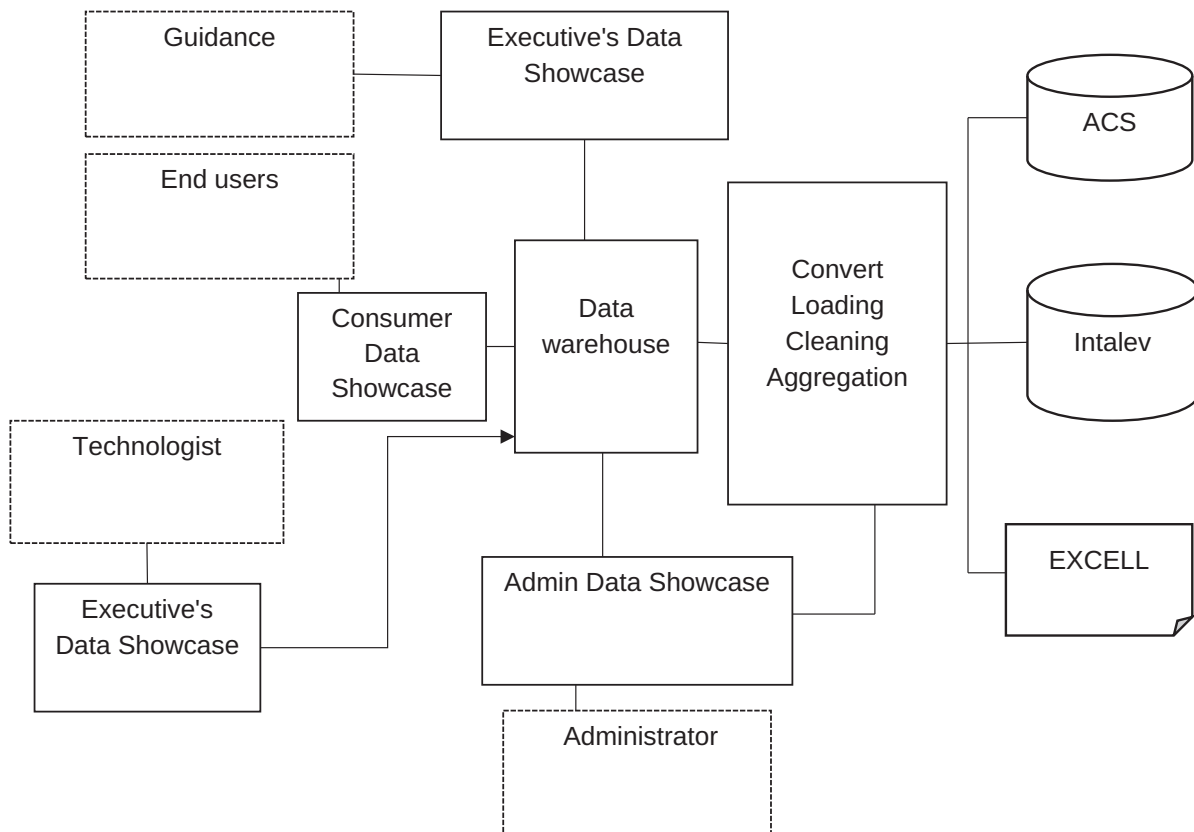 Guidance
Executive's Data
Showcase
ACS
End users
Convert
Loading
Cleaning
Aggregation
Data
warehouse
Consumer
Data
Showcase
Intalev
Technologist
EXCELL
Admin Data Showcase
Executive's
Data Showcase
Administrator